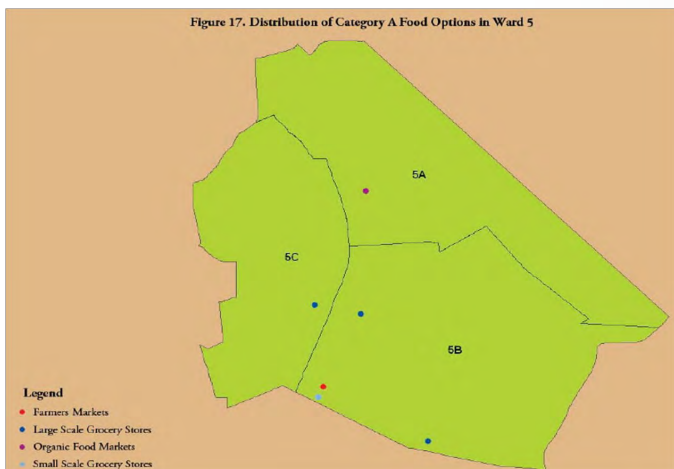 Figure 17. Distribution of Category A Food Options in Ward 5
5A
5C
5B
Legend
Farmers Markets
Large Scale Grocery Stores
Organic Food Markets
Small Scale Grocery Stores